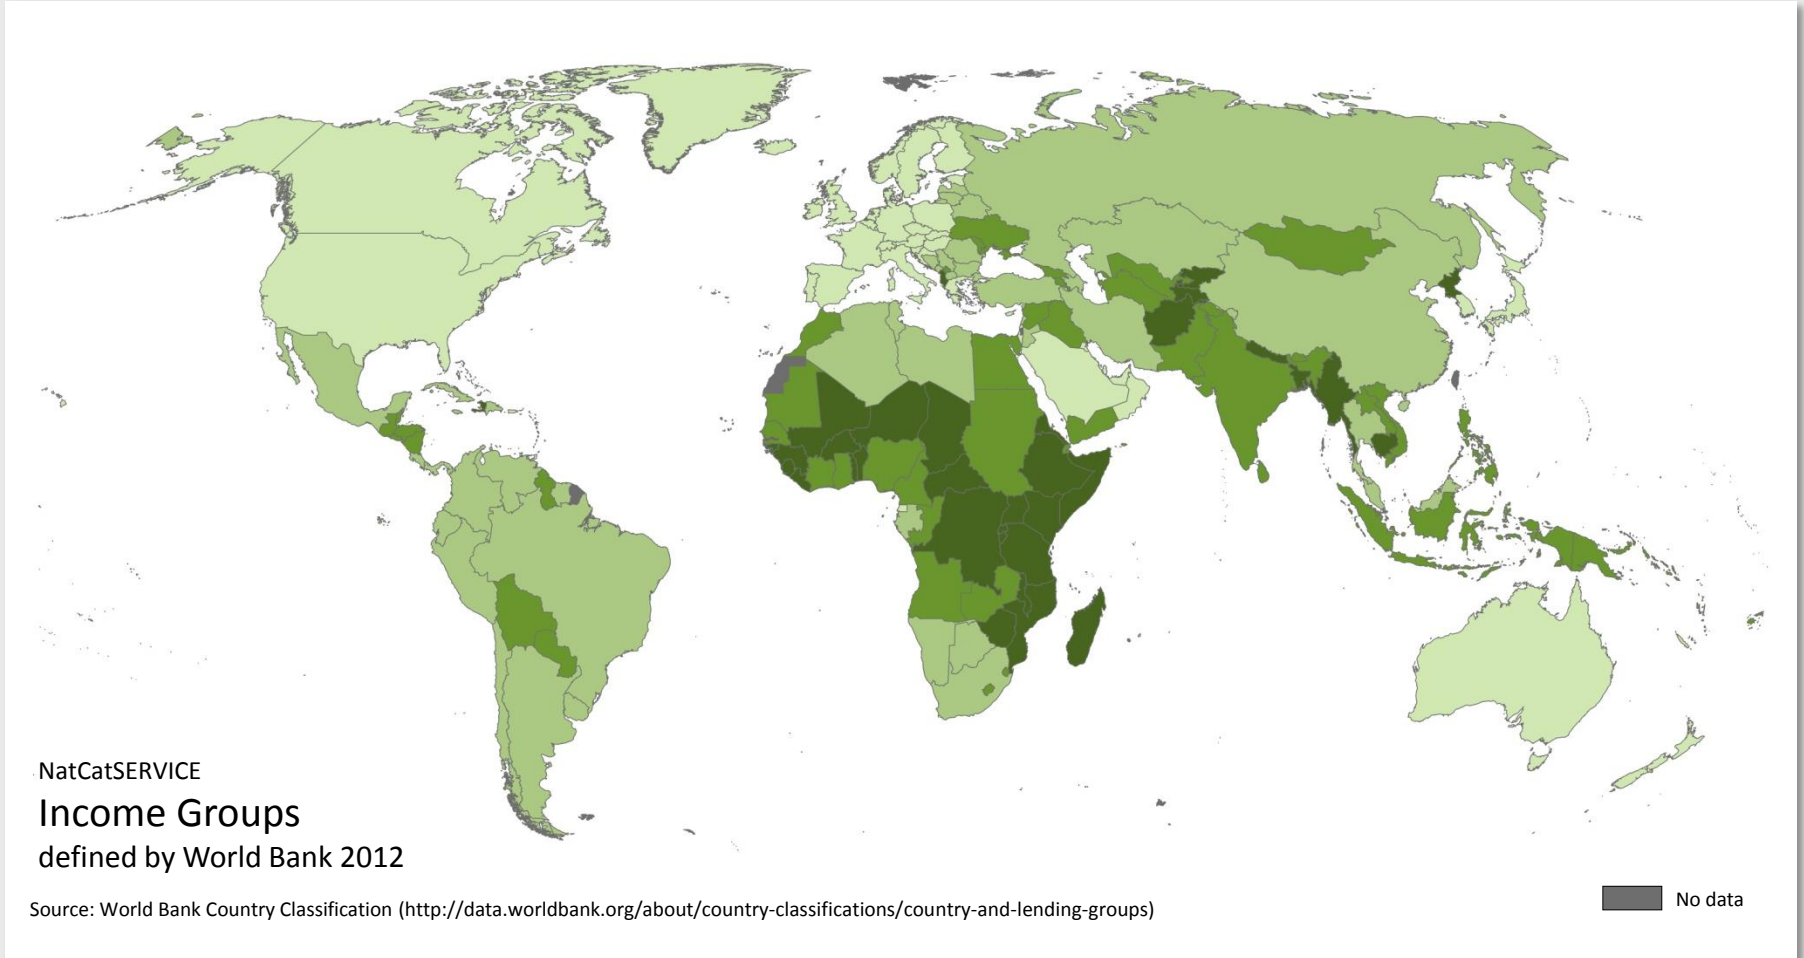 NatCatSERVICE
Income Groups
defined by World Bank 2012
Source: World Bank Country Classification (http://data.worldbank.org/about/country-classifications/country-and-lending-groups)
No data